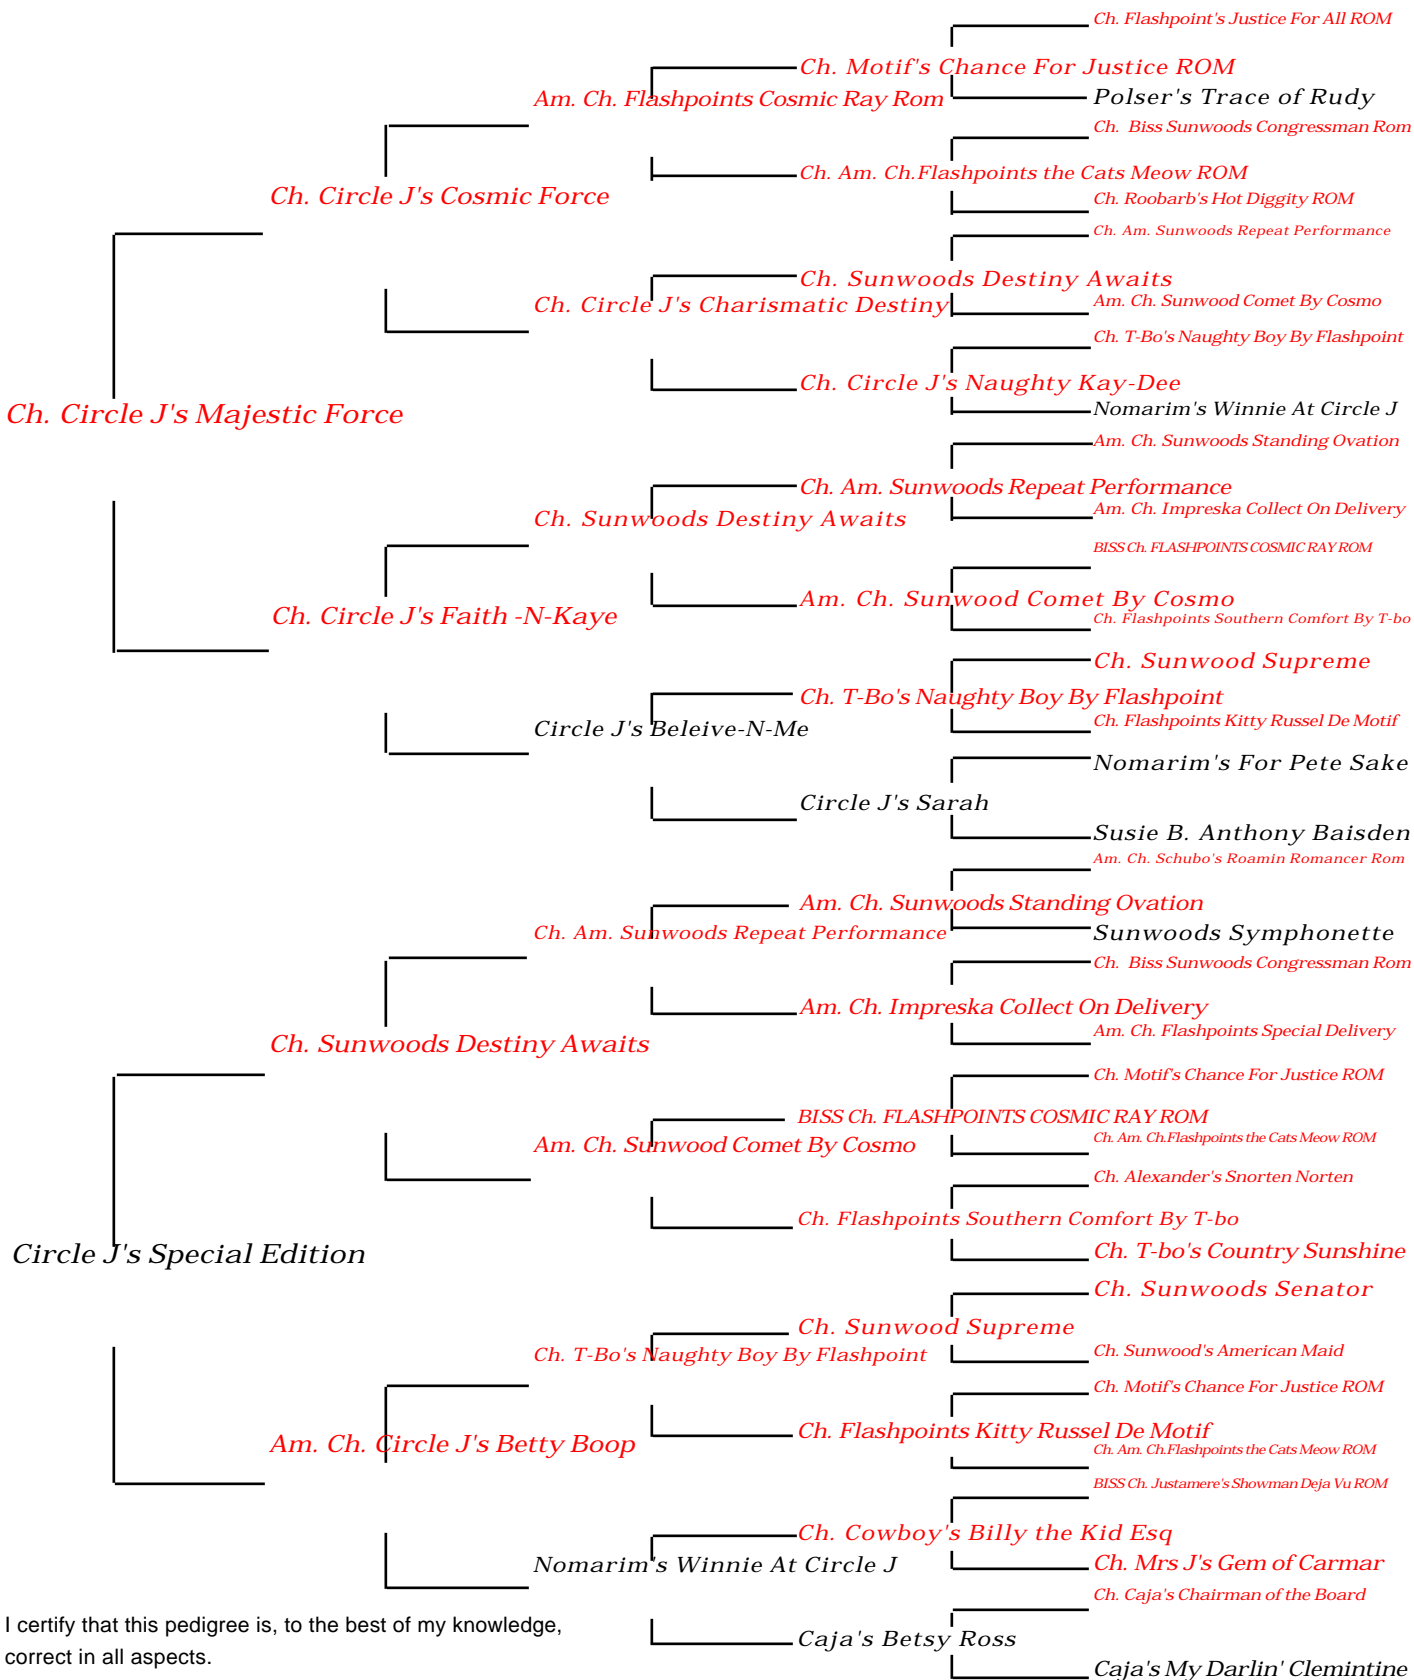 Ch. Flashpoint's Justice For All ROM
Ch. Motif's Chance For Justice ROM
Am. Ch. Flashpoints Cosmic Ray Rom
Polser's Trace of Rudy
Ch. Biss Sunwoods Congressman Rom
Ch. Am. Ch.Flashpoints the Cats Meow ROM
Ch. Circle J's Cosmic Force
Ch. Roobarb's Hot Diggity ROM
Ch. Am. Sunwoods Repeat Performance
Ch. Sunwoods Destiny Awaits
Ch. Circle J's Charismatic Destiny
Am. Ch. Sunwood Comet By Cosmo
Ch. T-Bo's Naughty Boy By Flashpoint
Ch. Circle J's Naughty Kay-Dee
Ch. Circle J's Majestic Force
Nomarim's Winnie At Circle J
Am. Ch. Sunwoods Standing Ovation
Ch. Am. Sunwoods Repeat Performance
Ch. Sunwoods Destiny Awaits
Am. Ch. Impreska Collect On Delivery
BISS Ch. FLASHPOINTS COSMIC RAY ROM
Am. Ch. Sunwood Comet By Cosmo
Ch. Circle J's Faith -N-Kaye
Ch. Flashpoints Southern Comfort By T-bo
Ch. Sunwood Supreme
Ch. T-Bo's Naughty Boy By Flashpoint
Circle J's Beleive-N-Me
Ch. Flashpoints Kitty Russel De Motif
Nomarim's For Pete Sake
Circle J's Sarah
Susie B. Anthony Baisden
Am. Ch. Schubo's Roamin Romancer Rom
Am. Ch. Sunwoods Standing Ovation
Ch. Am. Sunwoods Repeat Performance
Sunwoods Symphonette
Ch. Biss Sunwoods Congressman Rom
Am. Ch. Impreska Collect On Delivery
Ch. Sunwoods Destiny Awaits
Am. Ch. Flashpoints Special Delivery
Ch. Motif's Chance For Justice ROM
BISS Ch. FLASHPOINTS COSMIC RAY ROM
Am. Ch. Sunwood Comet By Cosmo
Ch. Am. Ch.Flashpoints the Cats Meow ROM
Ch. Alexander's Snorten Norten
Ch. Flashpoints Southern Comfort By T-bo
Circle J's Special Edition
Ch. T-bo's Country Sunshine
Ch. Sunwoods Senator
Ch. Sunwood Supreme
Ch. T-Bo's Naughty Boy By Flashpoint
Ch. Sunwood's American Maid
Ch. Motif's Chance For Justice ROM
Ch. Flashpoints Kitty Russel De Motif
Am. Ch. Circle J's Betty Boop
Ch. Am. Ch.Flashpoints the Cats Meow ROM
BISS Ch. Justamere's Showman Deja Vu ROM
Ch. Cowboy's Billy the Kid Esq
Nomarim's Winnie At Circle J
Ch. Mrs J's Gem of Carmar
Ch. Caja's Chairman of the Board
Caja's Betsy Ross
Caja's My Darlin' Clementine
I certify that this pedigree is, to the best of my knowledge,
correct in all aspects.